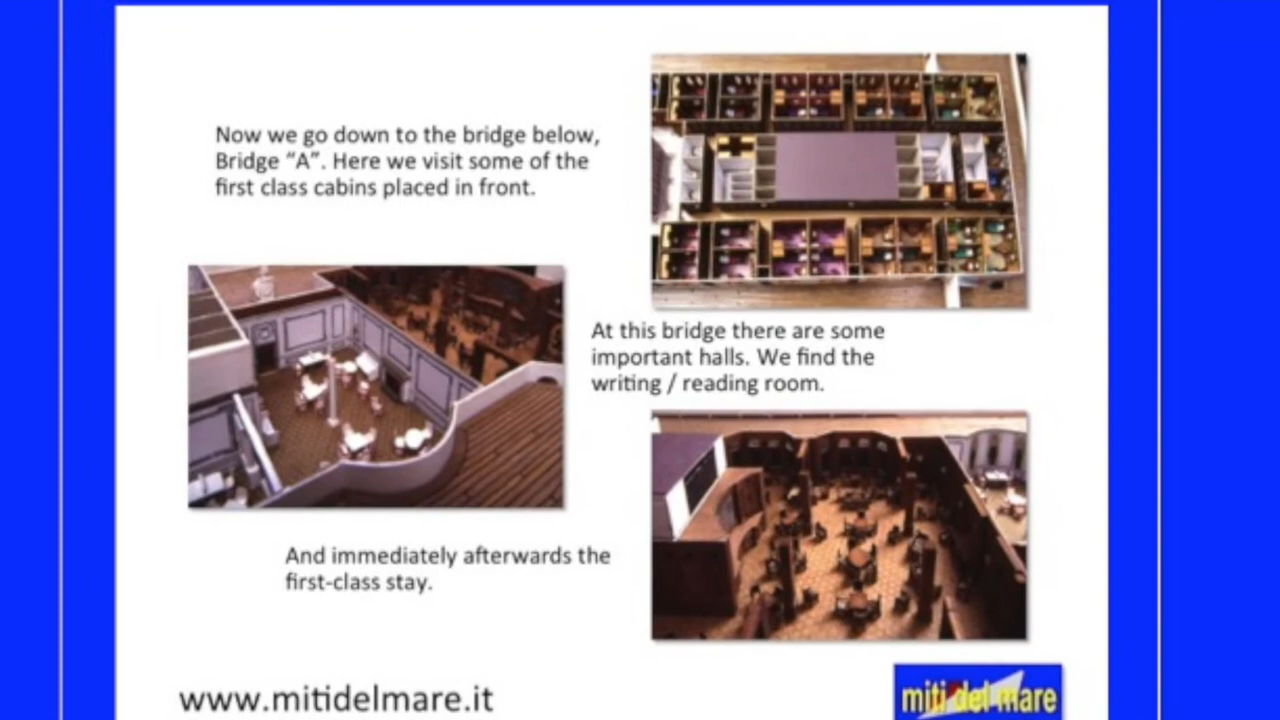 Now we go down to the bridge below,
Bridge “A”. Here we visit some of the
first class cabins placed in front.
At this bridge there are some
important halls. We find the
writing / reading room.
And immediately afterwards the
first-class stay.
www.mitidelmare.it
miti del mare